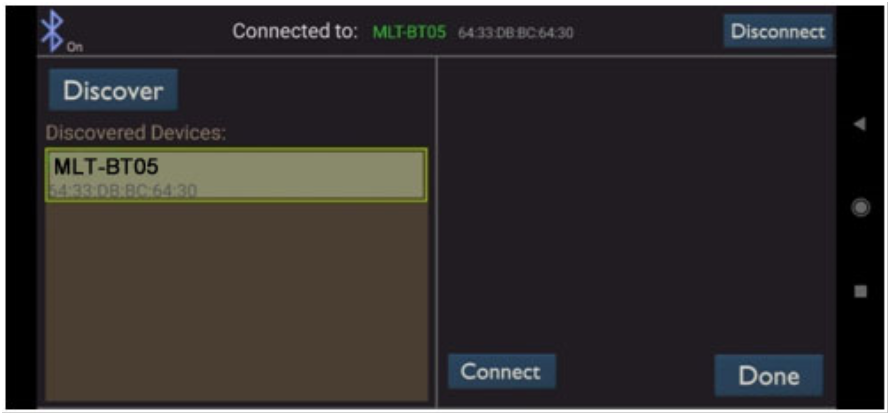 On
Connected to: MLT-BT05 64:33:DB:BC:64:30
Disconnect
Discover
Discovered Devices:
MLT-BT05
64:33:DB:BC:64:30
Connect
Done